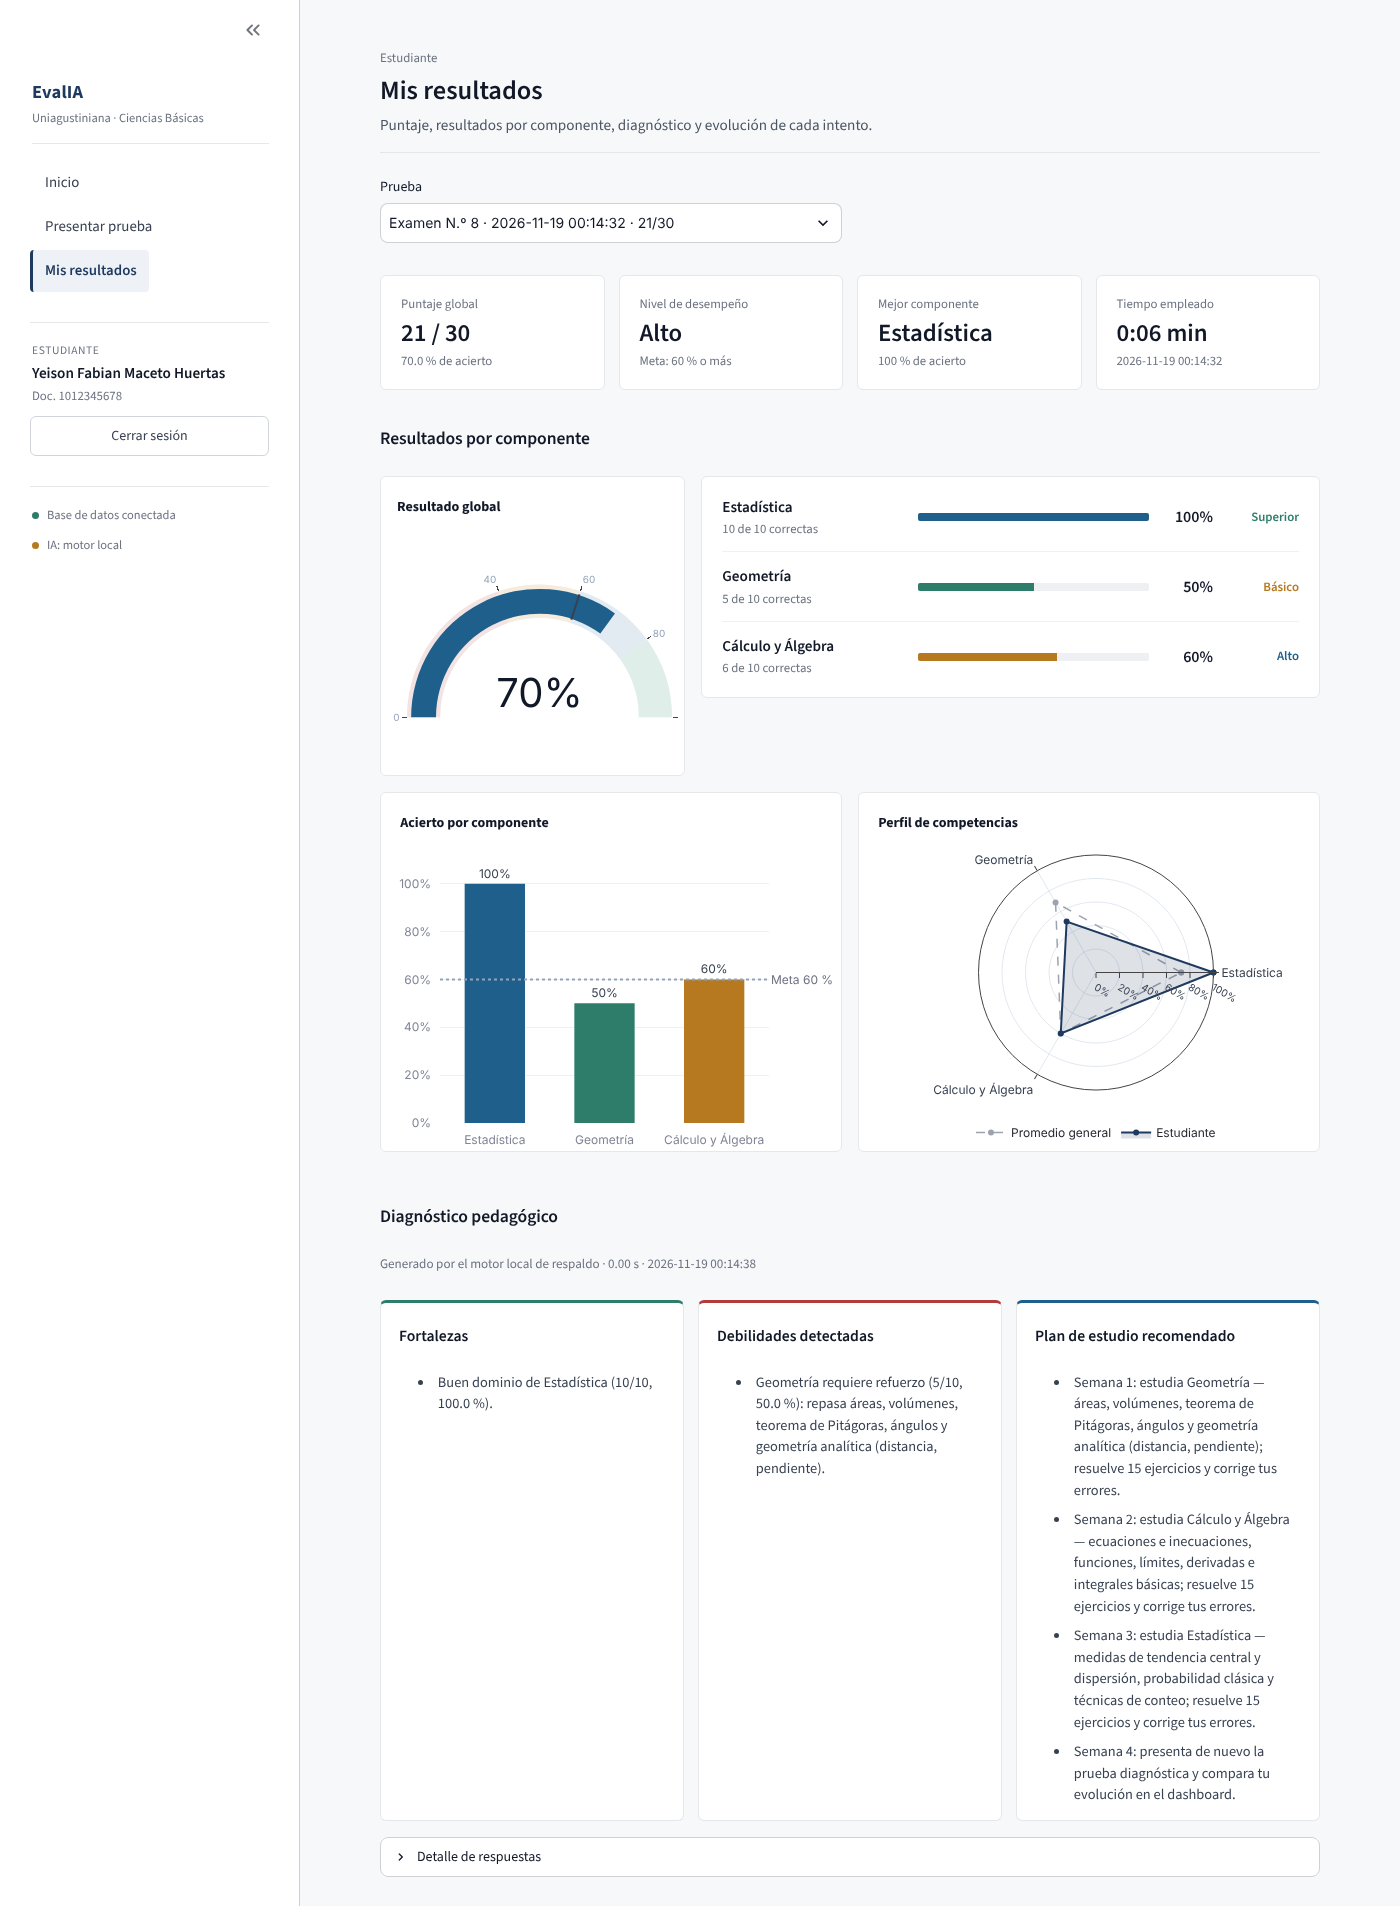 EvalIA
Uniagustiniana · Ciencias Básicas
Inicio
Presentar prueba
Mis resultados
ESTUDIANTE
Yeison Fabian Maceto Huertas
Doc. 1012345678
Cerrar sesión
Base de datos conectada
IA: motor local
Estudiante
Mis resultados
Puntaje, resultados por componente, diagnóstico y evolución de cada intento.
Prueba
Examen N.º 8 · 2026-11-19 00:14:32 · 21/30
Puntaje global
21 / 30
70.0 % de acierto
Nivel de desempeño
Alto
Meta: 60 % o más
Mejor componente
Estadística
100 % de acierto
Tiempo empleado
0:06 min
2026-11-19 00:14:32
Resultados por componente
Resultado global
0
40
60
80
70%
Estadística
10 de 10 correctas
100%
Superior
Geometría
5 de 10 correctas
50%
Básico
Cálculo y Álgebra
6 de 10 correctas
60%
Alto
Acierto por componente
100%
80%
60%
40%
20%
0%
100%
50%
60%
Meta 60 %
Estadística
Geometría
Cálculo y Álgebra
Perfil de competencias
Geometría
Estadística
Cálculo y Álgebra
0%
20%
40%
60%
80%
100%
Promedio general
Estudiante
Diagnóstico pedagógico
Generado por el motor local de respaldo · 0.00 s · 2026-11-19 00:14:38
Fortalezas
Buen dominio de Estadística (10/10,
100.0 %).
Debilidades detectadas
Geometría requiere refuerzo (5/10,
50.0 %): repasa áreas, volúmenes,
teorema de Pitágoras, ángulos y
geometría analítica (distancia,
pendiente).
Plan de estudio recomendado
Semana 1: estudia Geometría —
áreas, volúmenes, teorema de
Pitágoras, ángulos y geometría
analítica (distancia, pendiente);
resuelve 15 ejercicios y corrige tus
errores.
Semana 2: estudia Cálculo y Álgebra
— ecuaciones e inecuaciones,
funciones, límites, derivadas e
integrales básicas; resuelve 15
ejercicios y corrige tus errores.
Semana 3: estudia Estadística —
medidas de tendencia central y
dispersión, probabilidad clásica y
técnicas de conteo; resuelve 15
ejercicios y corrige tus errores.
Semana 4: presenta de nuevo la
prueba diagnóstica y compara tu
evolución en el dashboard.
Detalle de respuestas